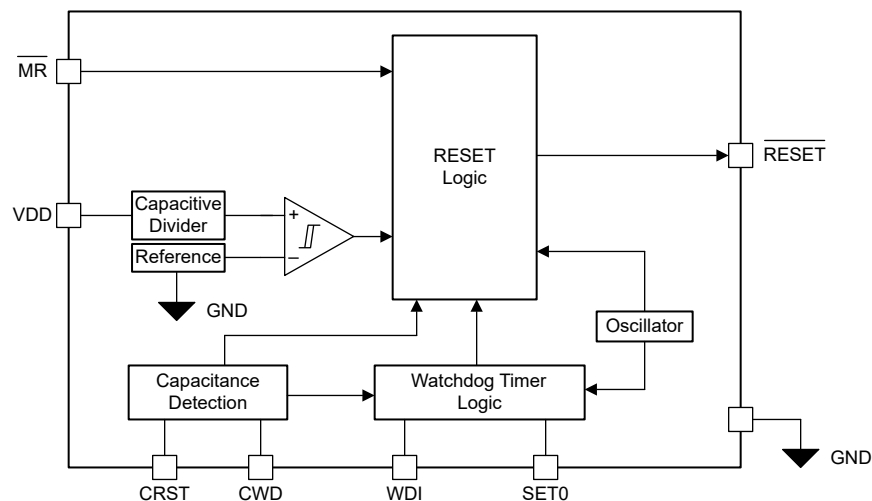 MR
RESET
Logic
RESET
Capacitive
Divider
VDD
+
Reference
−
GND
Oscillator
Capacitance
Detection
Watchdog Timer
Logic
GND
CRST
CWD
WDI
SET0